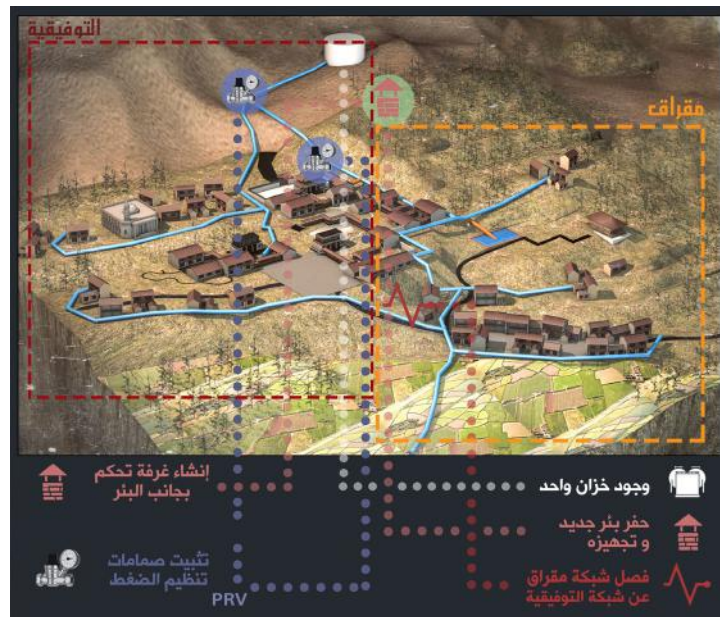 التوفيقية
مقراق
وجود خزان واحد
إنشاء غرفة تحكم
بجانب البئر
حفر بئر جديد
و تجهيزه
تثبيت صمامات
تنظيم الضغط
PRV
فصل شبكة مقراق
عن شبكة التوفيقية